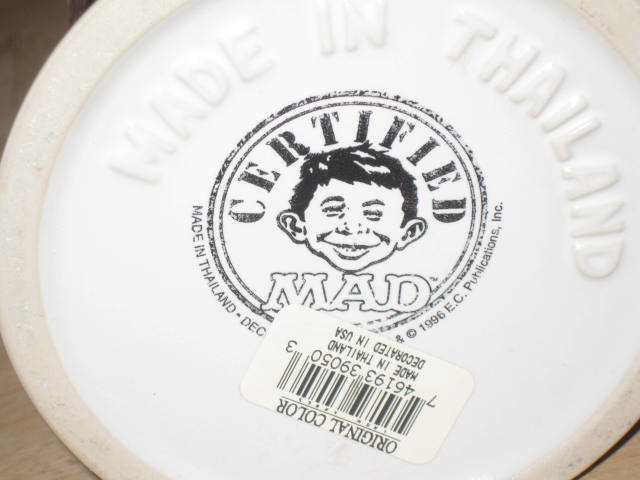 MADE IN THAILAND
CERTIFIED
MAD™
MADE IN THAILAND • DEC
& © 1996 E.C. Publications, Inc.
ORIGINAL COLOR
7 46193 39050 3
MADE IN THAILAND
DECORATED IN USA